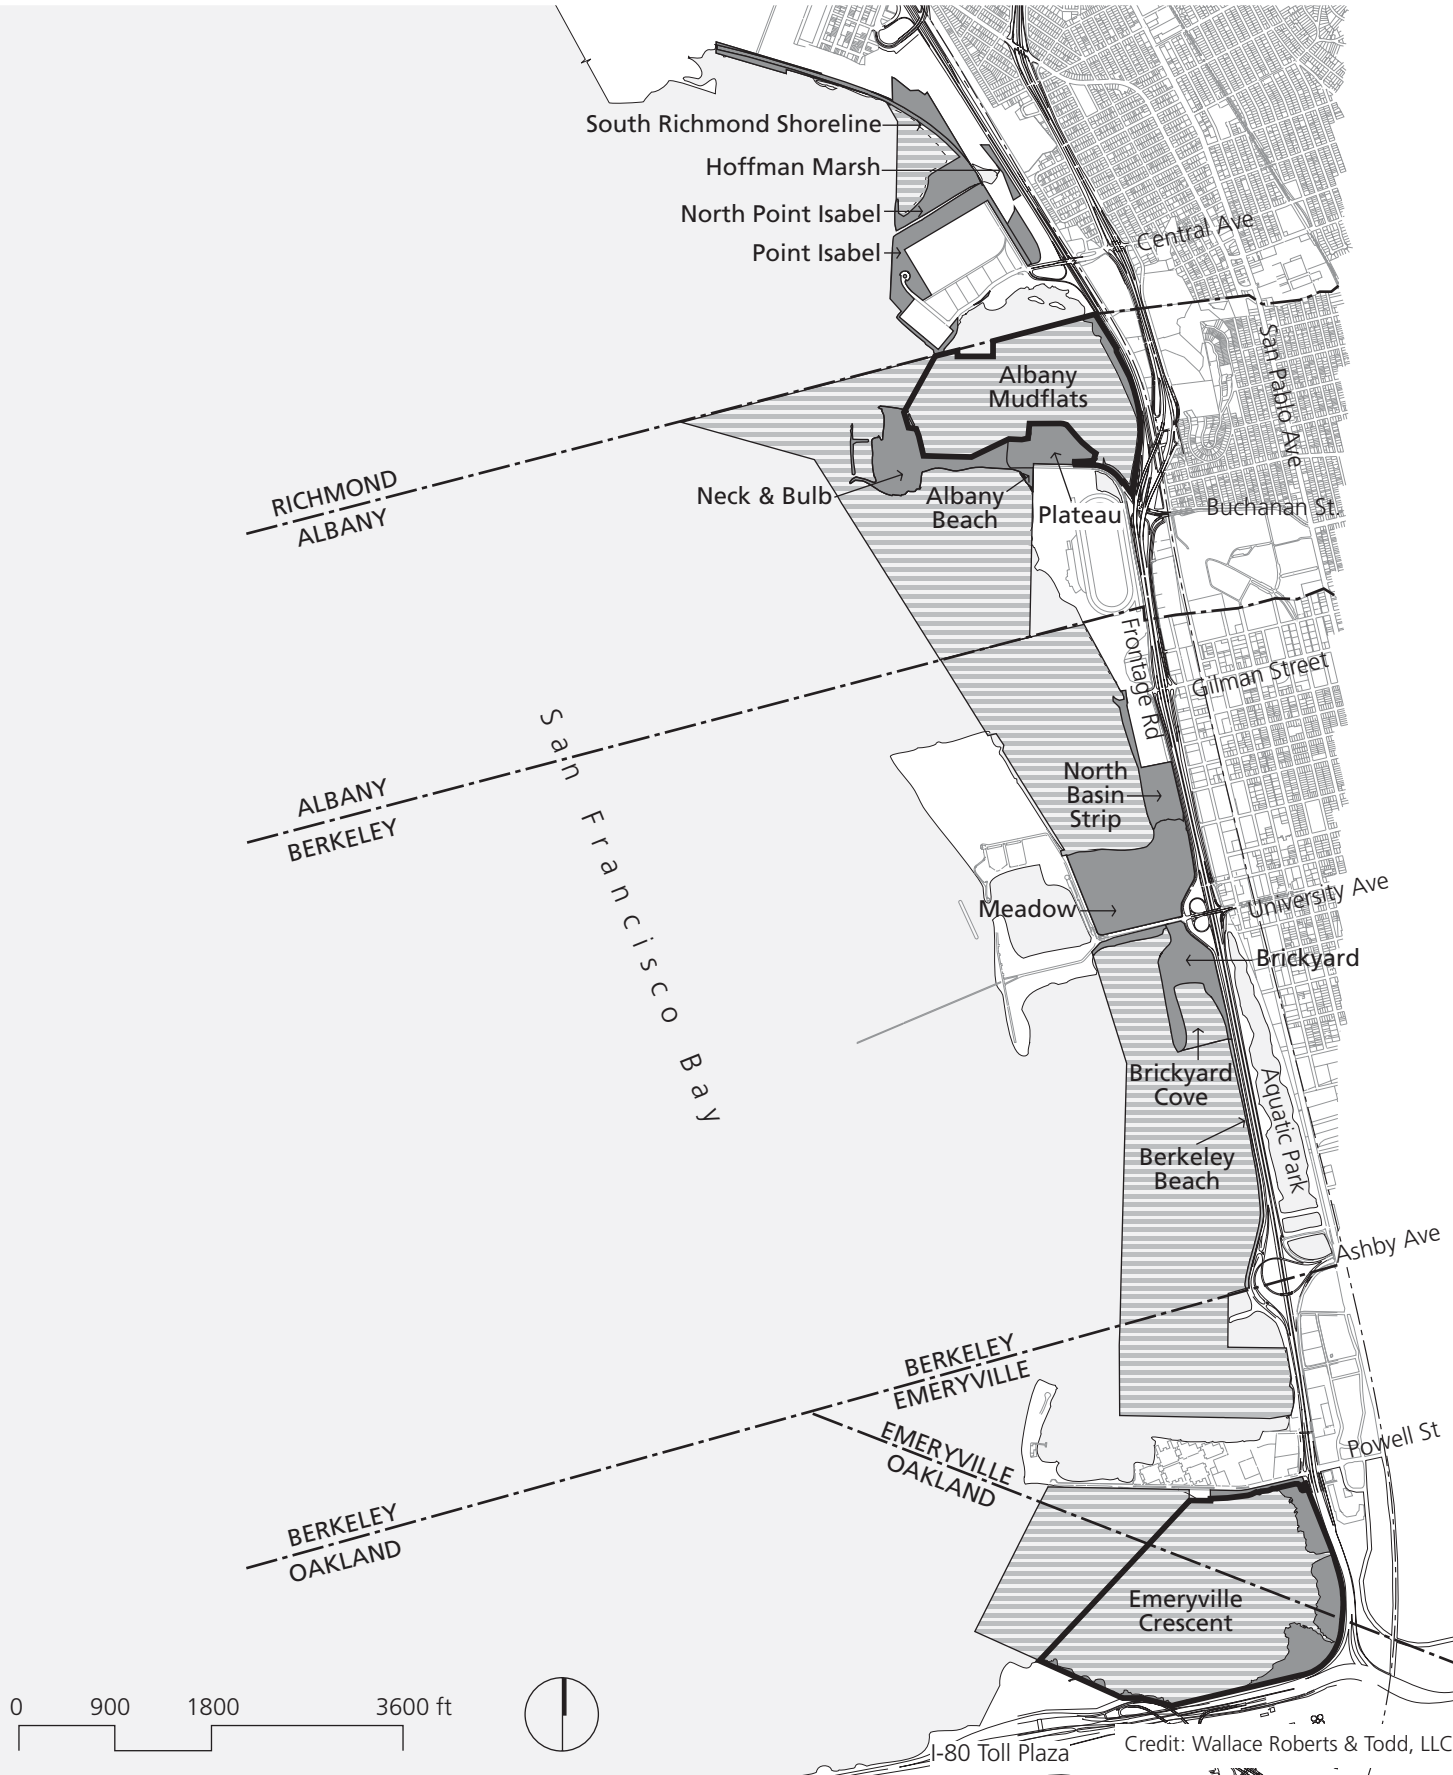 South Richmond Shoreline
Hoffman Marsh
North Point Isabel
Point Isabel
Central Ave
San Pablo Ave
Albany
Mudflats
RICHMOND
ALBANY
Neck & Bulb
Albany
Beach
Plateau
Buchanan St.
Frontage Rd
Gilman Street
ALBANY
BERKELEY
San Francisco Bay
North
Basin
Strip
Meadow
University Ave
Brickyard
Brickyard
Cove
Aquatic Park
Berkeley
Beach
Ashby Ave
BERKELEY
EMERYVILLE
EMERYVILLE
OAKLAND
Powell St
BERKELEY
OAKLAND
Emeryville
Crescent
0 900 1800 3600 ft
I-80 Toll Plaza
Credit: Wallace Roberts & Todd, LLC